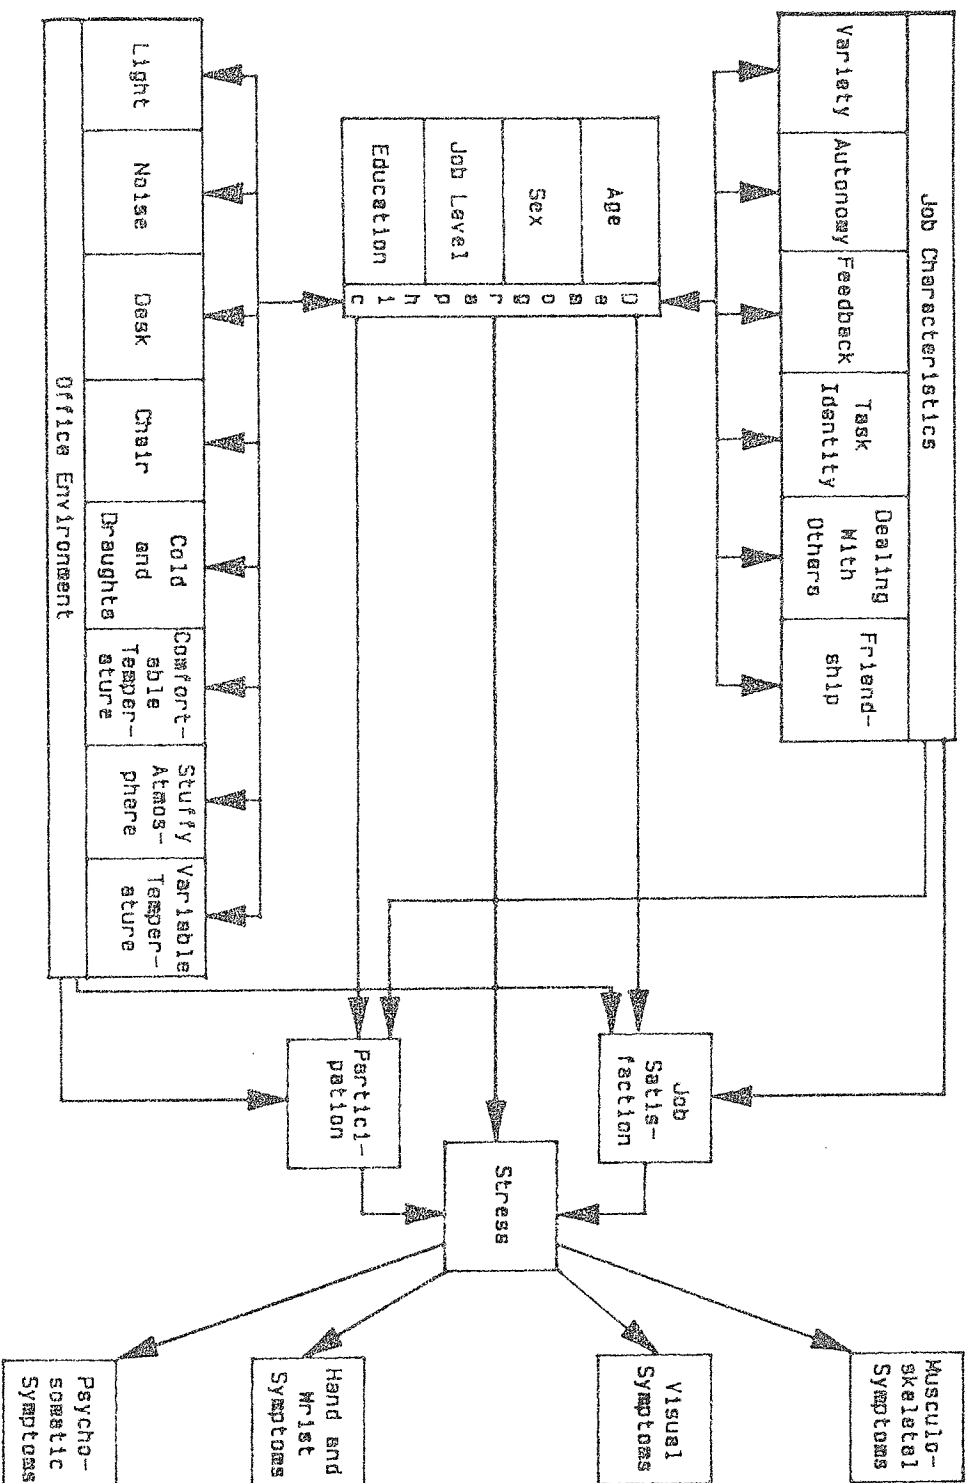 Job Characteristics
Variety
Autonomy
Feedback
Task
Identity
Dealing
With
Others
Friend-
ship
Age
Sex
Job Level
Education
Demographic
Light
Noise
Desk
Chair
Cold
and
Draughts
Comfort-
able
Temper-
ature
Stuffy
Atmos-
phere
Variable
Temper-
ature
Office Environment
Job
Satis-
faction
Partici-
pation
Stress
Musculo-
skeletal
Symptoms
Visual
Symptoms
Hand and
Wrist
Symptoms
Psycho-
somatic
Symptoms